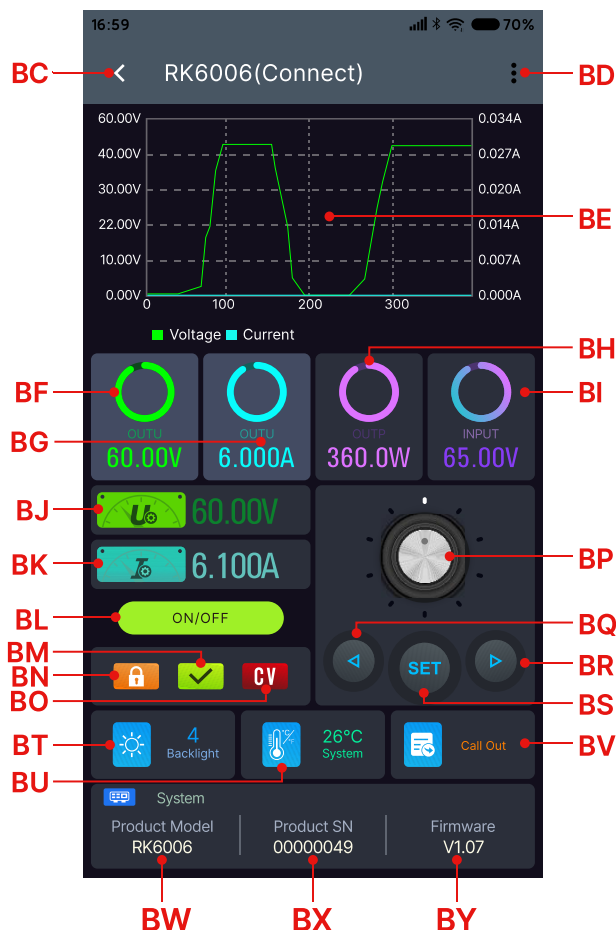 16:59 70%
BC RK6006(Connect) BD
60.00V 0.034A
40.00V 0.027A
30.00V 0.020A
22.00V 0.014A BE
10.00V 0.007A
0.00V 0.000A
0 100 200 300
Voltage Current
BH
BF BI
BG OUTU OUTU OUTP INPUT
60.00V 6.000A 360.0W 65.00V
BJ U 60.00V
BK I 6.100A BP
BL ON/OFF
BQ
BM
BN CV SET BR
BO BS
BT 4 Backlight °C/°F 26°C System Call Out BV
BU
System
Product Model Product SN Firmware
RK6006 00000049 V1.07
BW BX BY